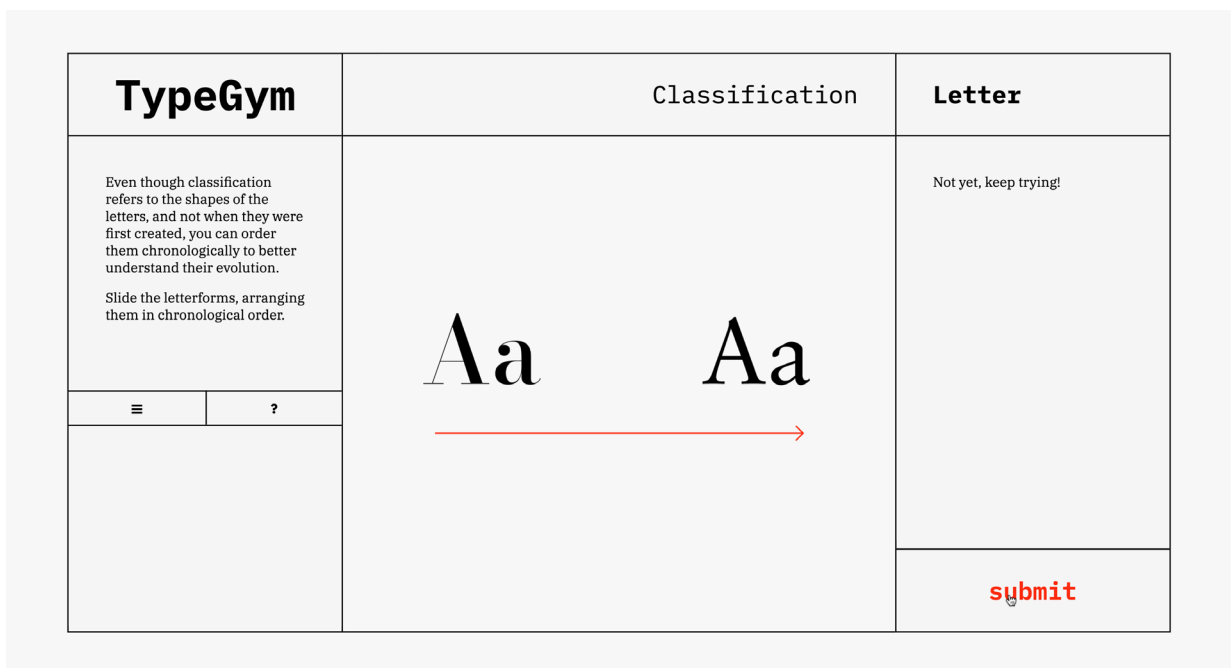 TypeGym
Classification
Letter
Even though classification
refers to the shapes of the
letters, and not when they were
first created, you can order
them chronologically to better
understand their evolution.
Slide the letterforms, arranging
them in chronological order.
?
Aa
Aa
Not yet, keep trying!
submit